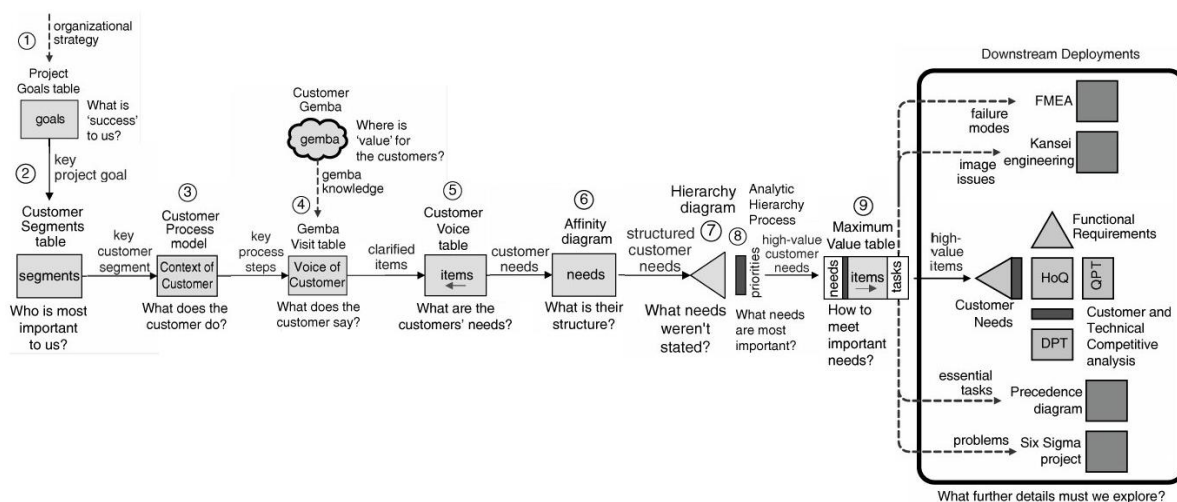 ①
organizational
strategy
Project
Goals table
goals
What is
‘success’
to us?
②
key
project goal
Customer
Segments
table
segments
Who is most
important
to us?
key
customer
segment
③
Customer
Process
model
Context of
Customer
What does the
customer do?
key
process
steps
Customer
Gemba
gemba
Where is
‘value’ for
the customers?
gemba
knowledge
④
Gemba
Visit table
Voice of
Customer
What does the
customer say?
clarified
items
⑤
Customer
Voice
table
items
What are the
customers’ needs?
customer
needs
⑥
Affinity
diagram
needs
What is their
structure?
structured
customer
needs
Hierarchy
diagram
⑦
What needs
weren't
stated?
Analytic
Hierarchy
Process
⑧
priorities
What needs
are most
important?
high-value
customer
needs
⑨
Maximum
Value table
needs
items
tasks
How to
meet
important
needs?
Downstream Deployments
failure
modes
FMEA
image
issues
Kansei
engineering
high-
value
items
Customer
Needs
Functional
Requirements
HoQ
QPT
Customer and
Technical
Competitive
analysis
DPT
essential
tasks
Precedence
diagram
problems
Six Sigma
project
What further details must we explore?